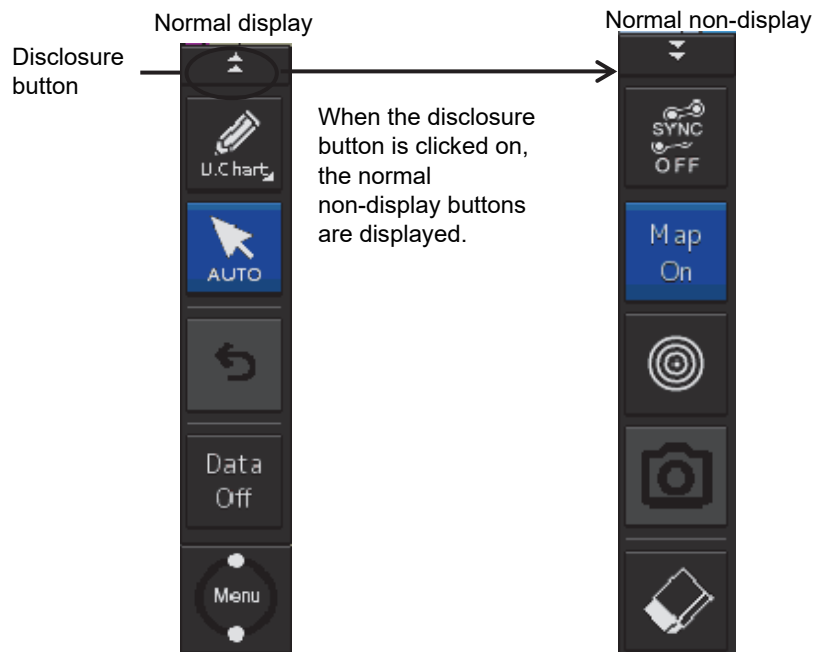 Normal display
Normal non-display
Disclosure
button
When the disclosure
button is clicked on,
the normal
non-display buttons
are displayed.
U.Chart
AUTO
Data
Off
Menu
SYNC
OFF
Map
On